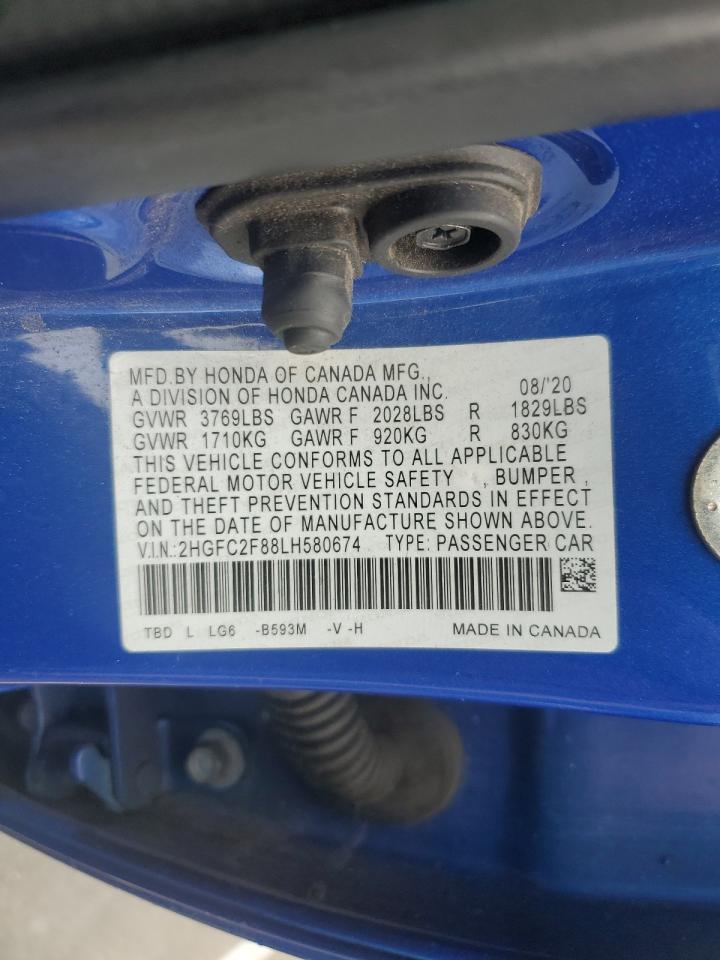 MFD.BY HONDA OF CANADA MFG.,
A DIVISION OF HONDA CANADA INC. 08/'20
GVWR 3769LBS GAWR F 2028LBS R 1829LBS
GVWR 1710KG GAWR F 920KG R 830KG
THIS VEHICLE CONFORMS TO ALL APPLICABLE
FEDERAL MOTOR VEHICLE SAFETY , BUMPER ,
AND THEFT PREVENTION STANDARDS IN EFFECT
ON THE DATE OF MANUFACTURE SHOWN ABOVE.
V.I.N.:2HGFC2F88LH580674 TYPE: PASSENGER CAR
TBD L LG6 -B593M -V -H MADE IN CANADA